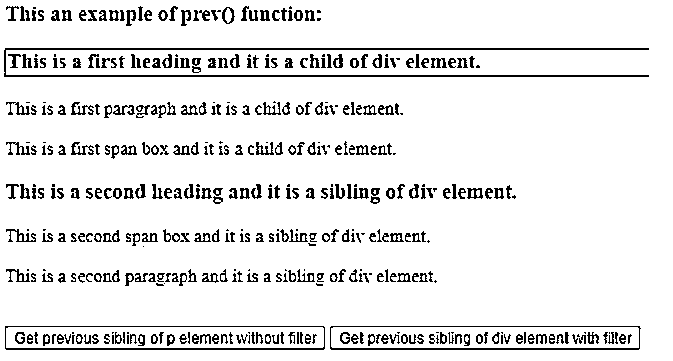 This an example of prev() function:
This is a first heading and it is a child of div element.
This is a first paragraph and it is a child of div element.
This is a first span box and it is a child of div element.
This is a second heading and it is a sibling of div element.
This is a second span box and it is a sibling of div element.
This is a second paragraph and it is a sibling of div element.
Get previous sibling of p element without filter Get previous sibling of div element with filter